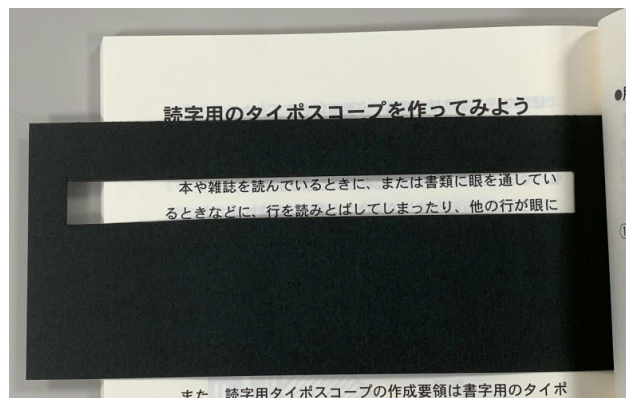 読字用のタイポスコープを作ってみよう
本や雑誌を読んでいるときに、または書類に眼を通してい
るときなどに、行を読みとばしてしまったり、他の行が眼に
また、読字用タイポスコープの作成要領は書字用のタイポ